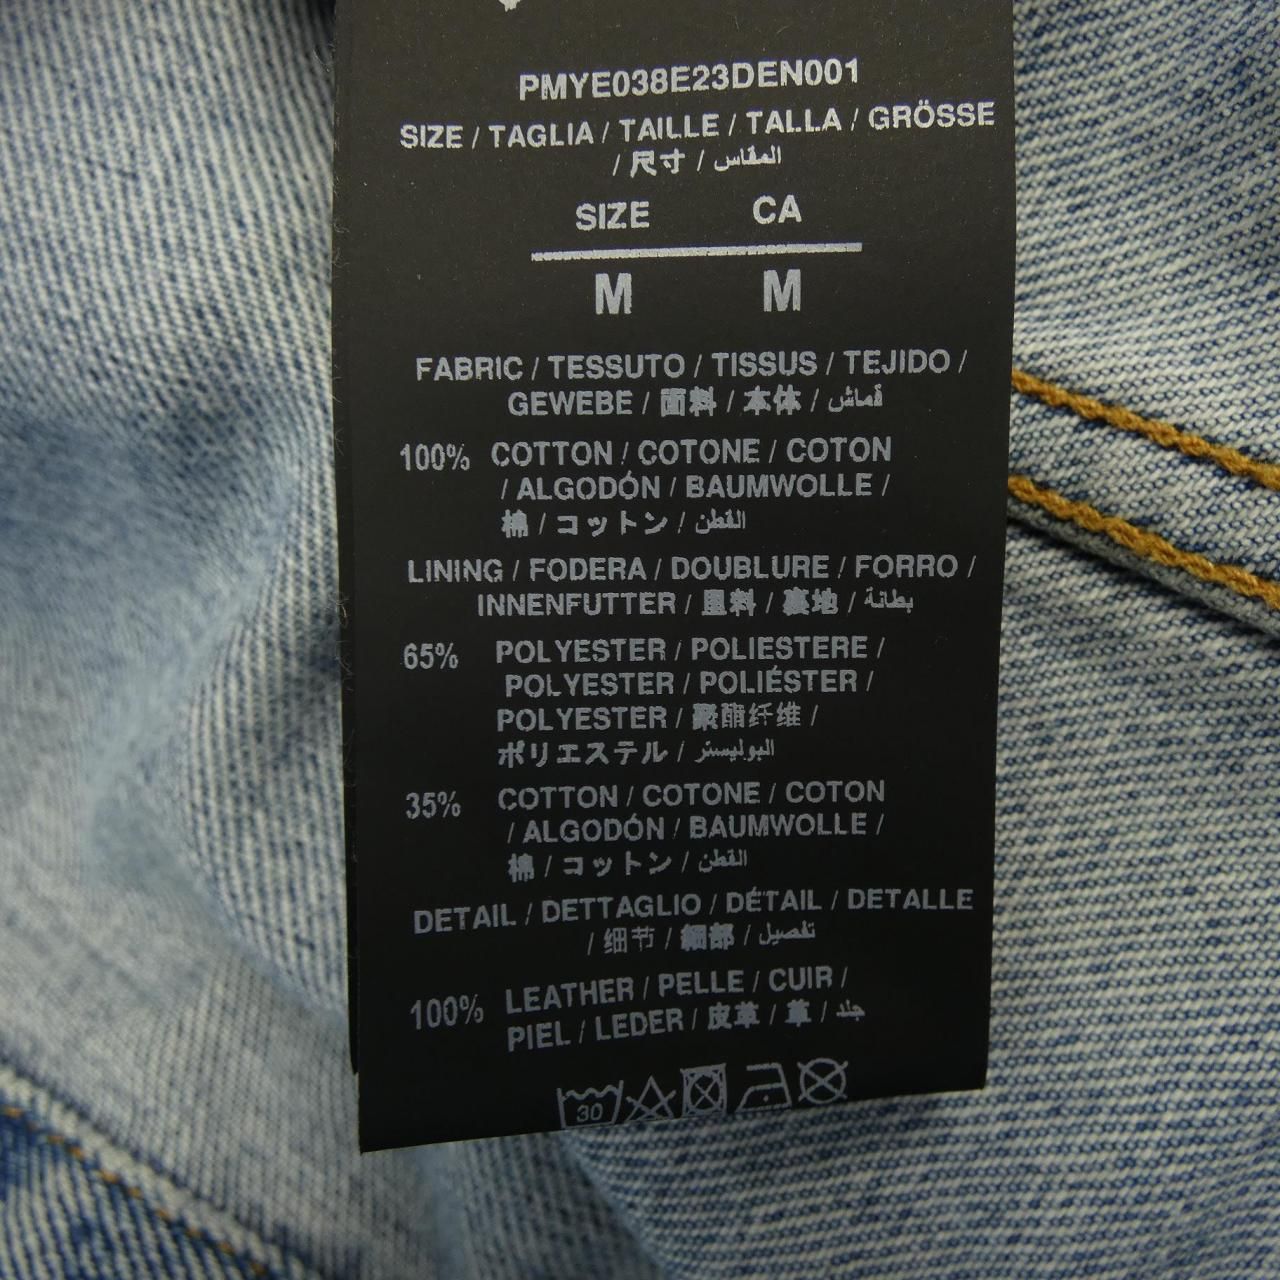 PMYE038E23DEN001
SIZE / TAGLIA / TAILLE / TALLA / GRÖSSE
/ 尺寸 / المقاس
SIZE CA
M M
FABRIC / TESSUTO / TISSUS / TEJIDO /
GEWEBE / 面料 / 本体 / قماش
100% COTTON / COTONE / COTON
/ ALGODÓN / BAUMWOLLE /
棉 / コットン / القطن
LINING / FODERA / DOUBLURE / FORRO /
INNENFUTTER / 里料 / 裏地 / بطانة
65% POLYESTER / POLIESTERE /
POLYESTER / POLIÉSTER /
POLYESTER / 聚酯纤维 /
ポリエステル / البوليستر
35% COTTON / COTONE / COTON
/ ALGODÓN / BAUMWOLLE /
棉 / コットン / القطن
DETAIL / DETTAGLIO / DÉTAIL / DETALLE
/ 细节 / 細部 / تفصيل
100% LEATHER / PELLE / CUIR /
PIEL / LEDER / 皮革 / 革 / جلد
30